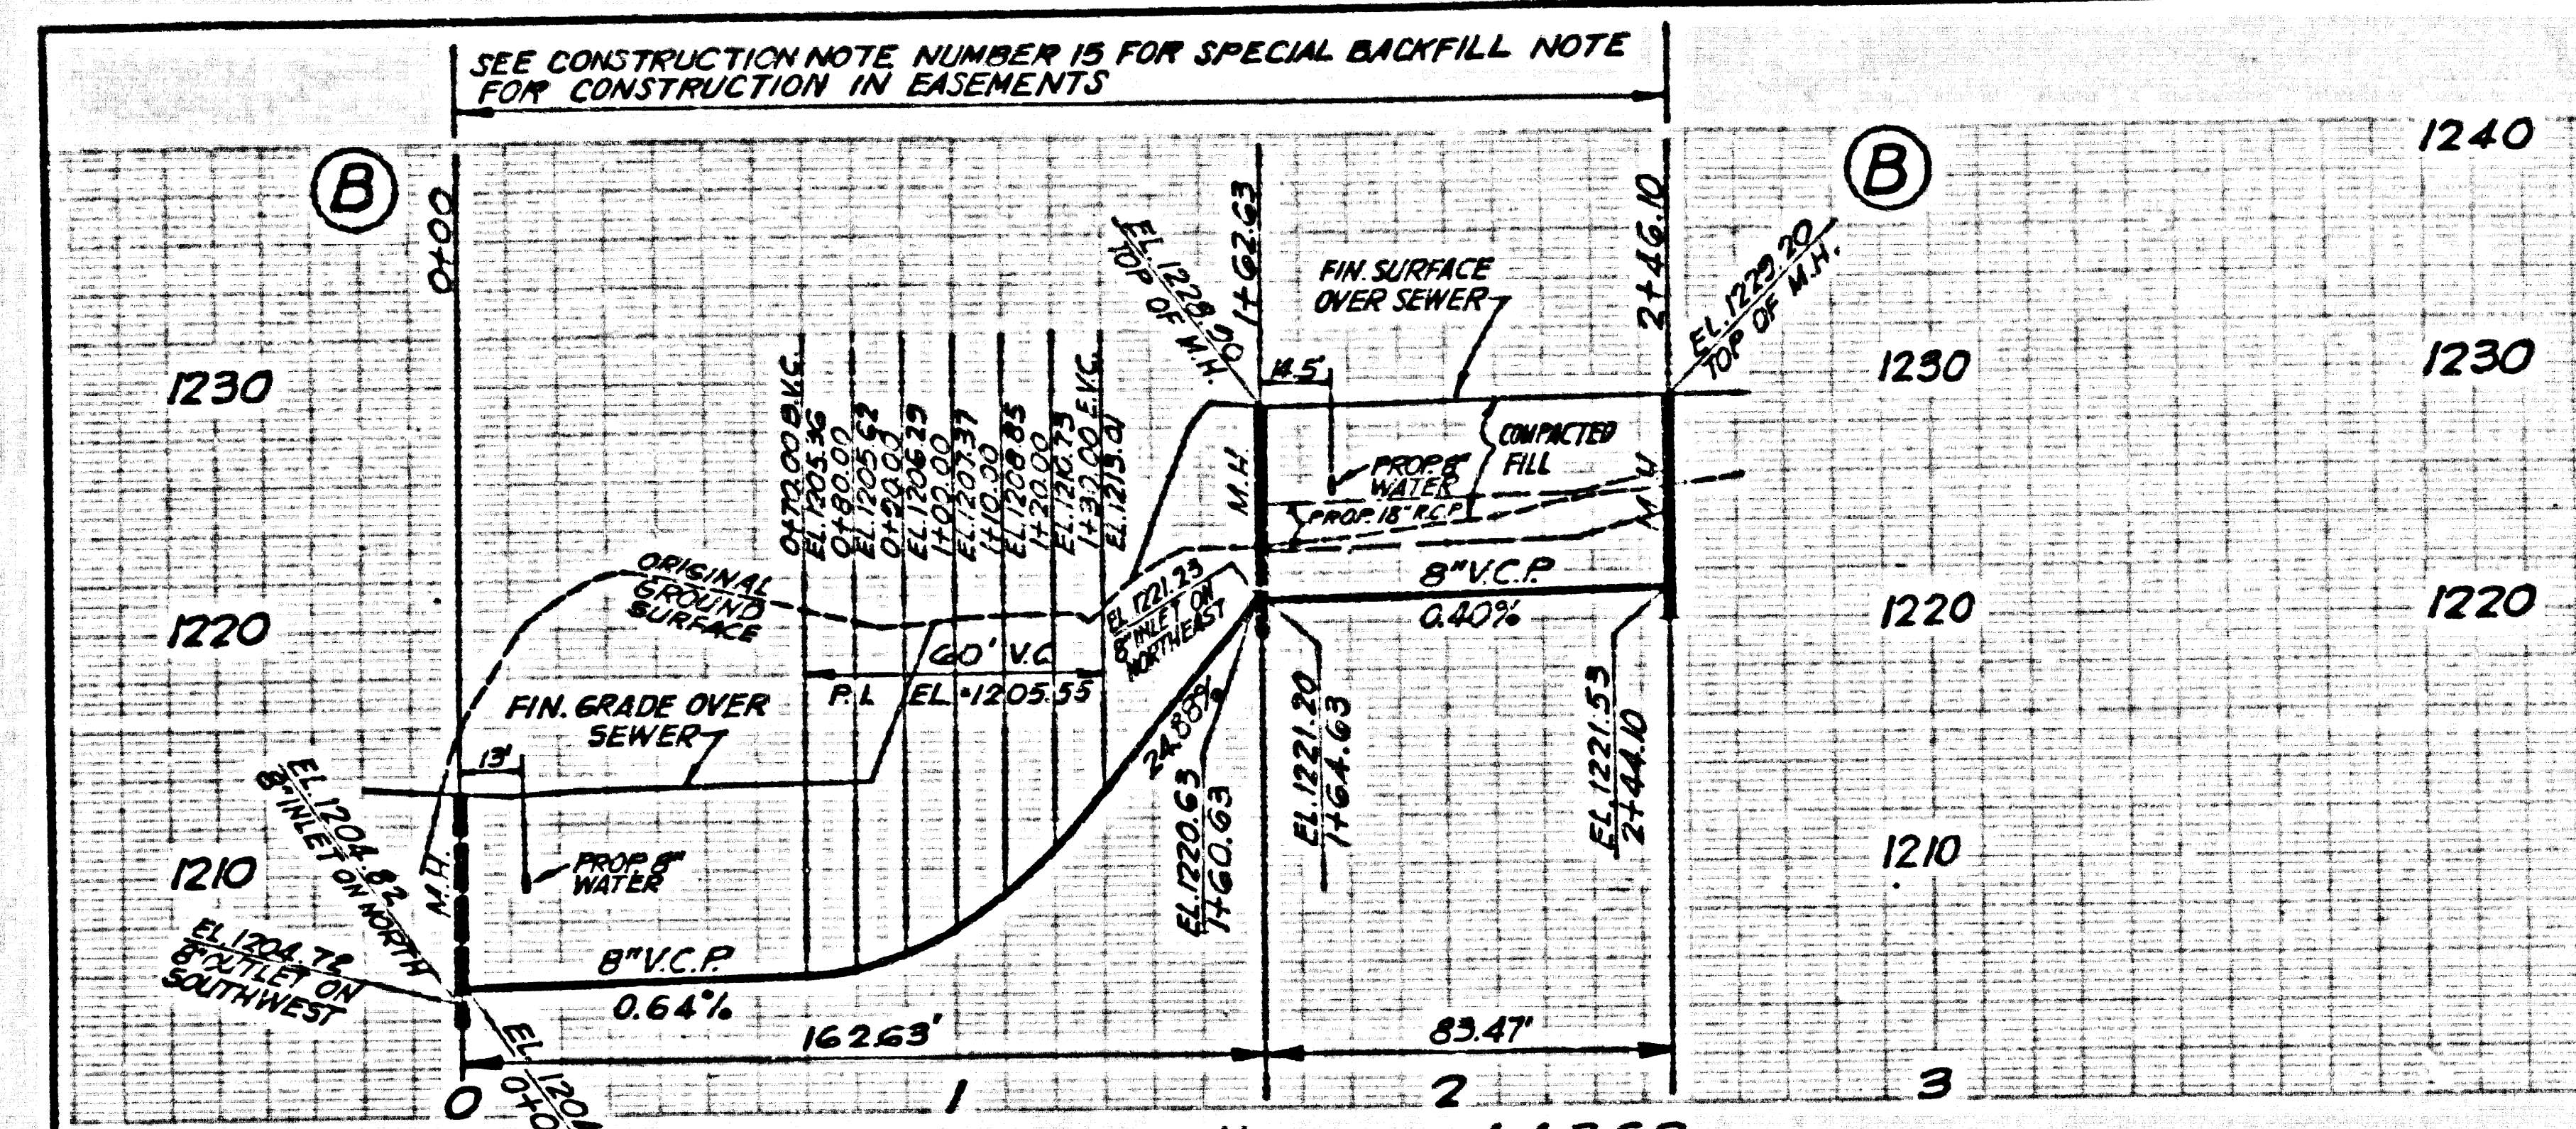 SEE CONSTRUCTION NOTE NUMBER 15 FOR SPECIAL BACKFILL NOTE
FOR CONSTRUCTION IN EASEMENTS
B
0+00
1+62.63
2+46.10
B
1240
EL. 1228.90
TOP OF M.H.
FIN. SURFACE
OVER SEWER
EL. 1229.20
TOP OF M.H.
1230
14.5
1230
1230
0+70.00 B.V.C.
EL. 1205.36
0+80.00
EL. 1205.62
0+90.00
EL. 1206.29
1+00.00
EL. 1207.37
1+10.00
EL. 1208.85
1+20.00
EL. 1210.73
1+30.00 E.V.C.
EL. 1213.01
M.H.
PROP. 8"
WATER
COMPACTED
FILL
M.H.
PROP. 18" R.C.P.
ORIGINAL
GROUND
SURFACE
EL. 1221.23
8" INLET ON
NORTHEAST
8" V.C.P.
0.40%
1220
1220
1220
60' V.C.
P.I. EL. = 1205.55
FIN. GRADE OVER
SEWER
13'
24.88%
EL. 1220.63
1+60.63
EL. 1221.20
1+64.63
EL. 1221.53
2+44.10
EL. 1204.82
8" INLET ON NORTH
M.H.
PROP. 8"
WATER
1210
1210
EL. 1204.72
8" OUTLET ON
SOUTHWEST
8" V.C.P.
0.64%
162.63'
83.47'
0
1
2
3